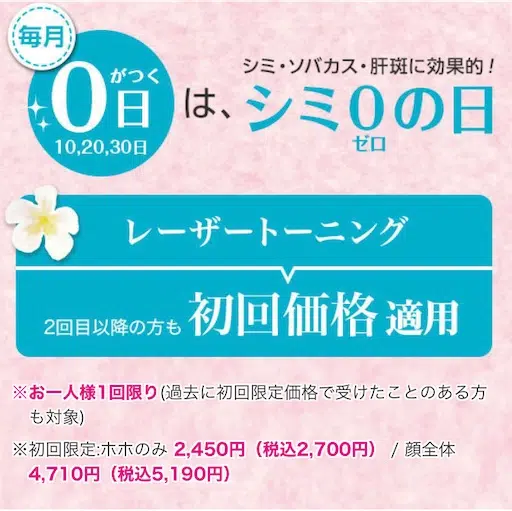 毎月
0がつく日
10,20,30日
は、
シミ・ソバカス・肝斑に効果的!
シミ0の日
ゼロ
レーザートーニング
2回目以降の方も 初回価格 適用
※お一人様1回限り(過去に初回限定価格で受けたことのある方
も対象)
※初回限定:ホホのみ 2,450円（税込2,700円） / 顔全体
4,710円（税込5,190円）